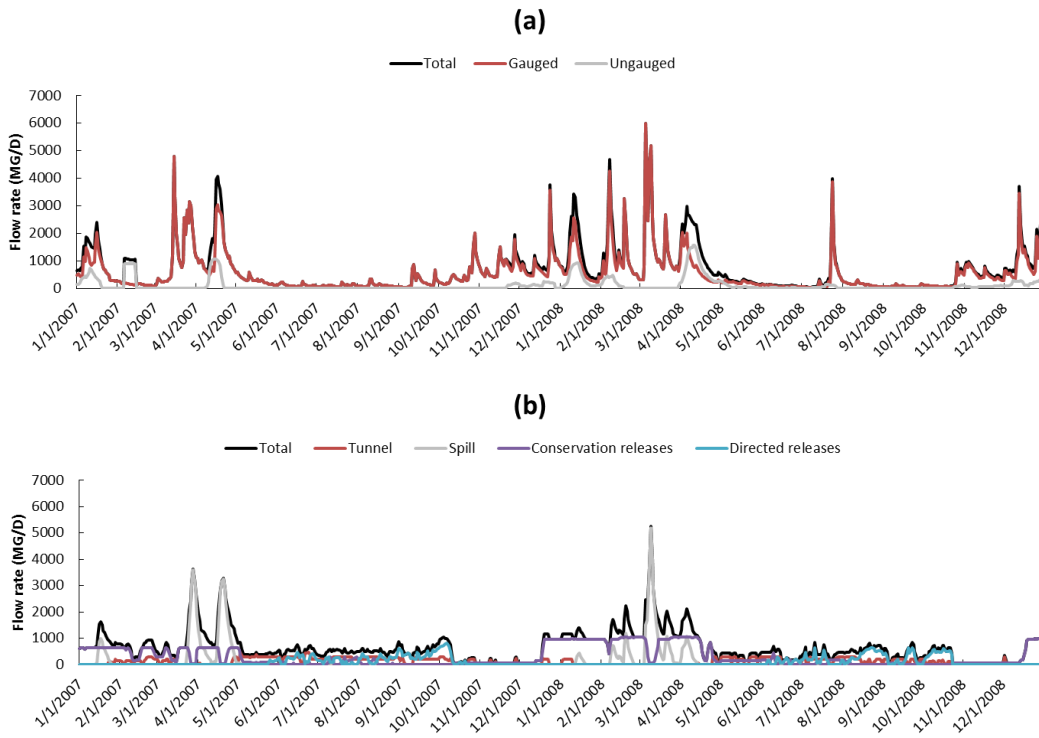 (a)
Total Gauged Ungauged
7000
6000
5000
4000
3000
2000
1000
0
Flow rate (MG/D)
1/1/2007 2/1/2007 3/1/2007 4/1/2007 5/1/2007 6/1/2007 7/1/2007 8/1/2007 9/1/2007 10/1/2007 11/1/2007 12/1/2007 1/1/2008 2/1/2008 3/1/2008 4/1/2008 5/1/2008 6/1/2008 7/1/2008 8/1/2008 9/1/2008 10/1/2008 11/1/2008 12/1/2008
(b)
Total Tunnel Spill Conservation releases Directed releases
7000
6000
5000
4000
3000
2000
1000
0
Flow rate (MG/D)
1/1/2007 2/1/2007 3/1/2007 4/1/2007 5/1/2007 6/1/2007 7/1/2007 8/1/2007 9/1/2007 10/1/2007 11/1/2007 12/1/2007 1/1/2008 2/1/2008 3/1/2008 4/1/2008 5/1/2008 6/1/2008 7/1/2008 8/1/2008 9/1/2008 10/1/2008 11/1/2008 12/1/2008